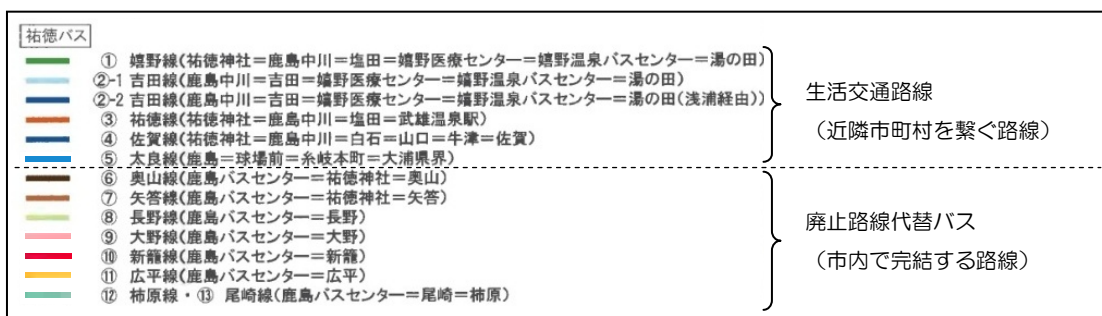 祐徳バス
① 嬉野線(祐徳神社＝鹿島中川＝塩田＝嬉野医療センター＝嬉野温泉バスセンター＝湯の田)
②-1 吉田線(鹿島中川＝吉田＝嬉野医療センター＝嬉野温泉バスセンター＝湯の田)
②-2 吉田線(鹿島中川＝吉田＝嬉野医療センター＝嬉野温泉バスセンター＝湯の田(浅浦経由))
③ 祐徳線(祐徳神社＝鹿島中川＝塩田＝武雄温泉駅)
④ 佐賀線(祐徳神社＝鹿島中川＝白石＝山口＝牛津＝佐賀)
⑤ 太良線(鹿島＝球場前＝糸岐本町＝大浦県界)
生活交通路線
（近隣市町村を繋ぐ路線）
⑥ 奥山線(鹿島バスセンター＝祐徳神社＝奥山)
⑦ 矢答線(鹿島バスセンター＝祐徳神社＝矢答)
⑧ 長野線(鹿島バスセンター＝長野)
⑨ 大野線(鹿島バスセンター＝大野)
⑩ 新籠線(鹿島バスセンター＝新籠)
⑪ 広平線(鹿島バスセンター＝広平)
⑫ 柿原線・⑬ 尾崎線(鹿島バスセンター＝尾崎＝柿原)
廃止路線代替バス
（市内で完結する路線）